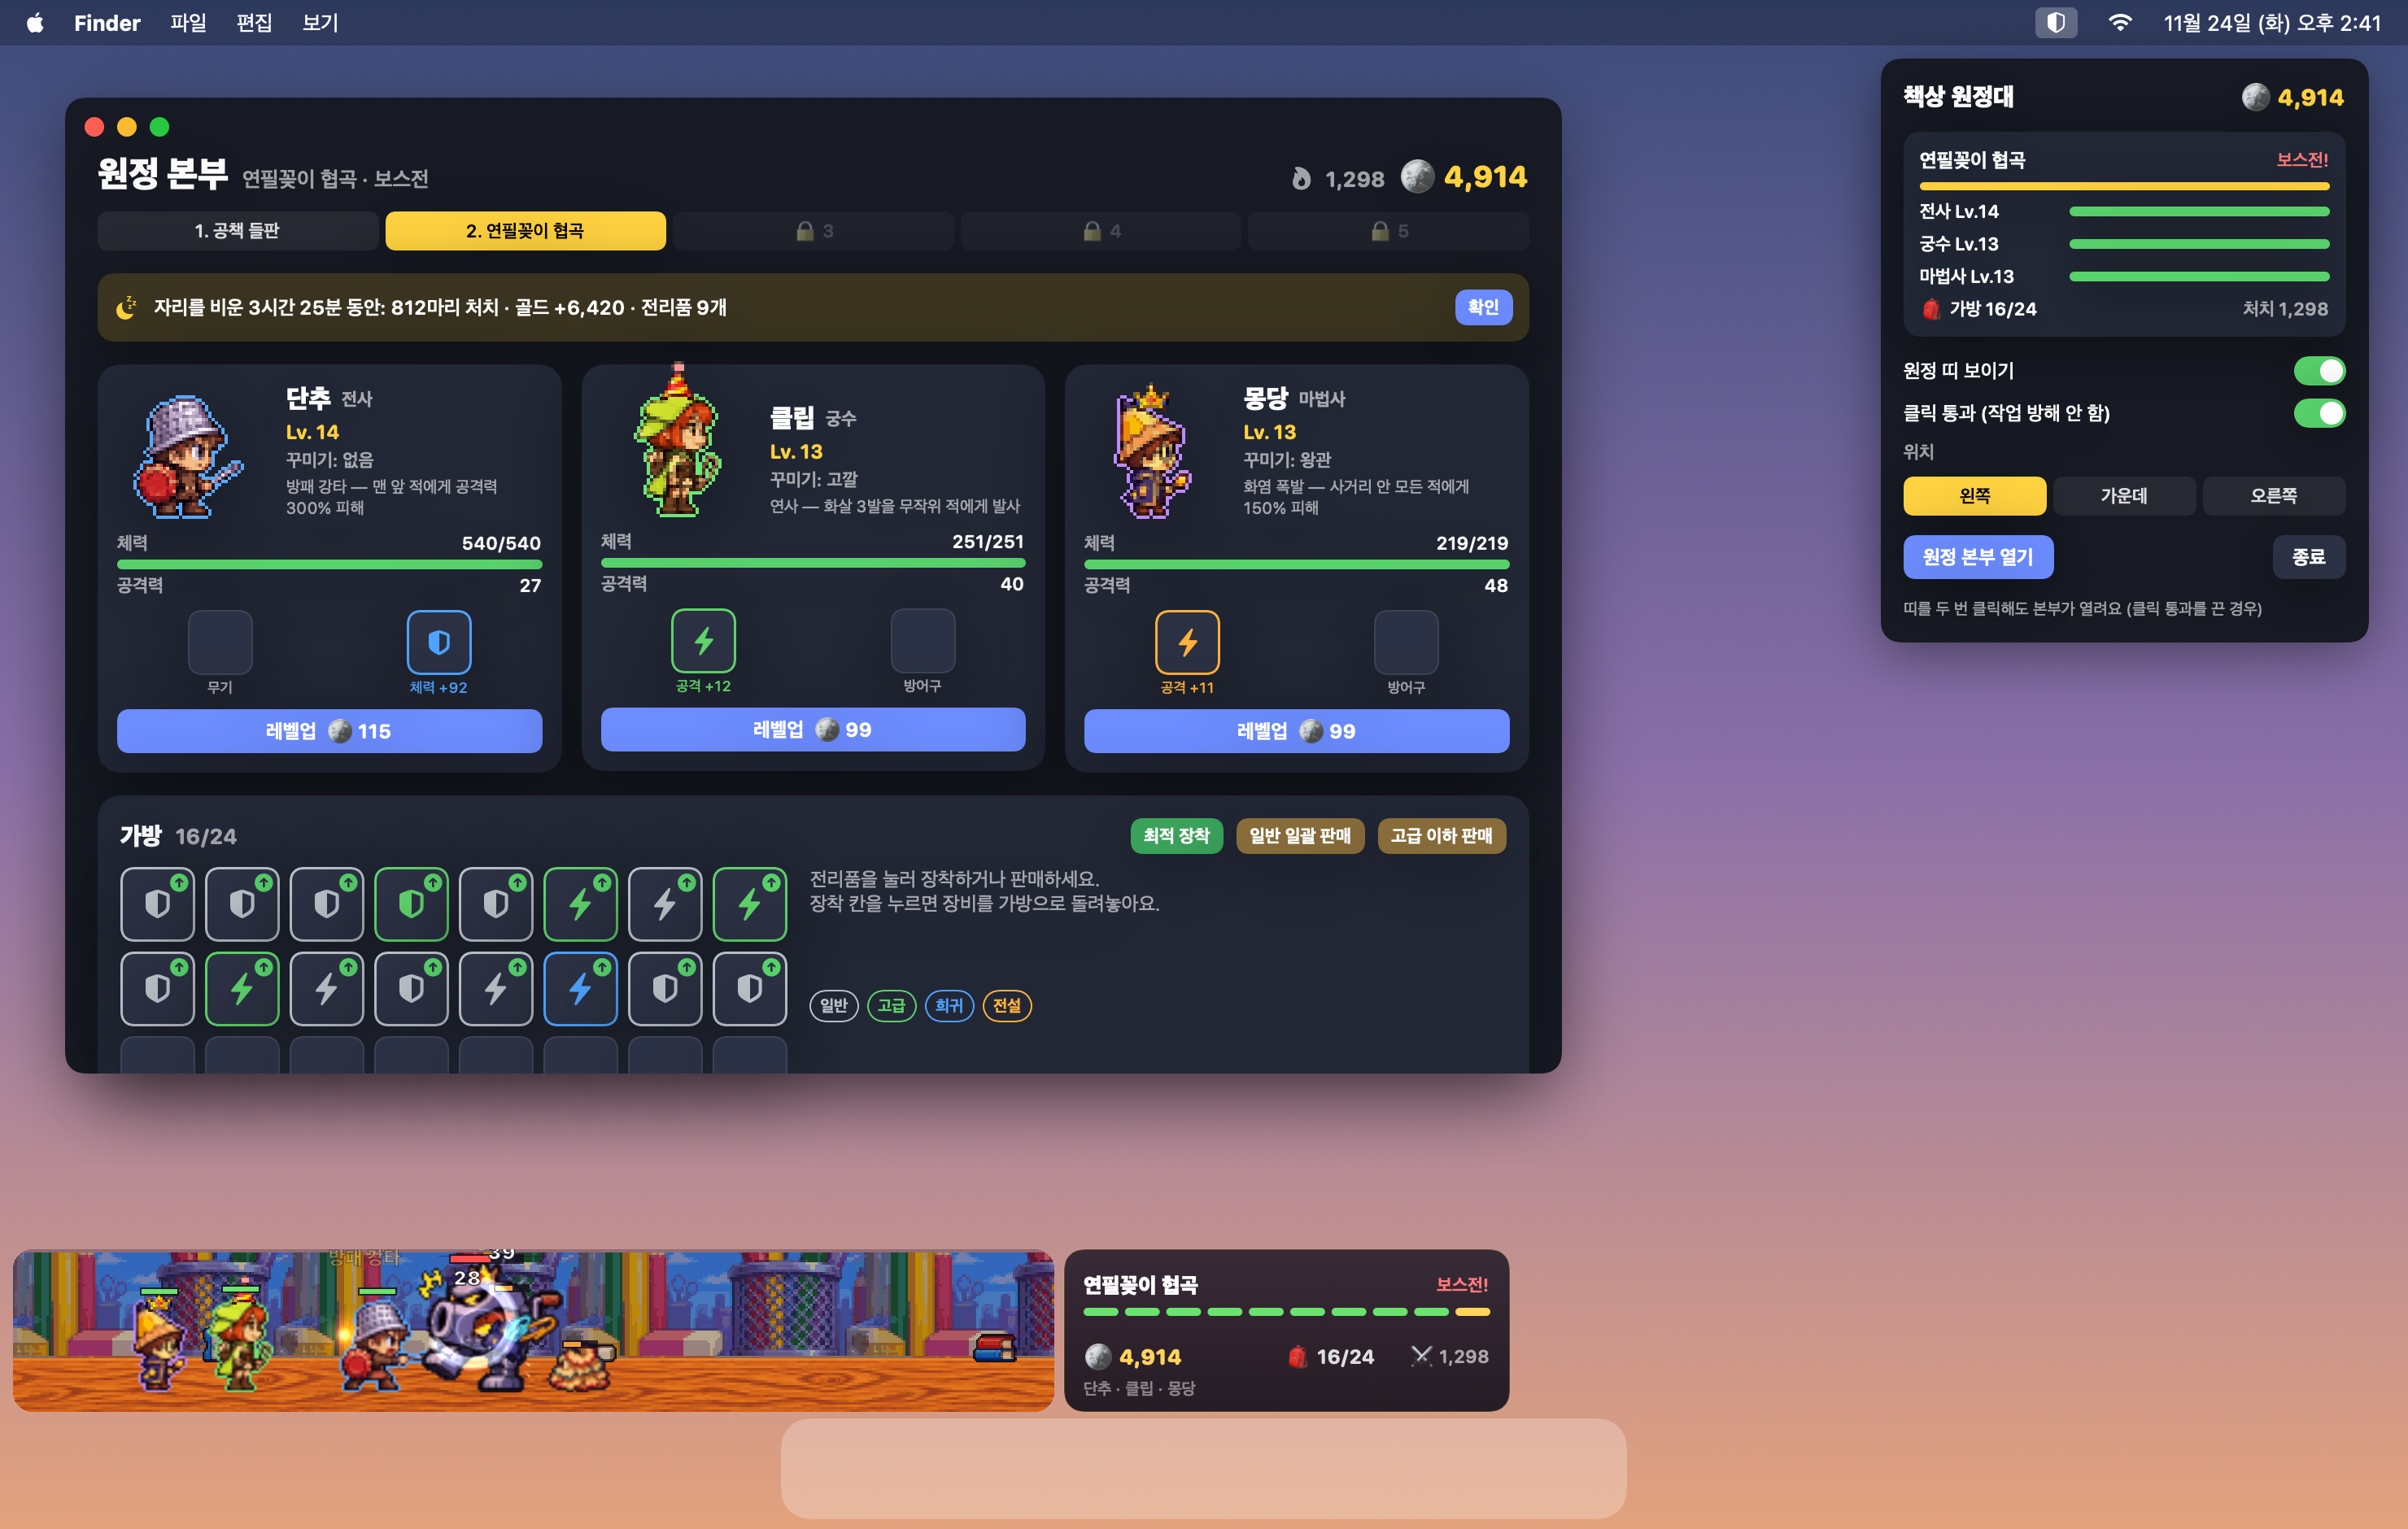 Finder 파일 편집 보기
11월 24일 (화) 오후 2:41
원정 본부 연필꽂이 협곡 · 보스전
1,298 4,914
1. 공책 들판
2. 연필꽂이 협곡
3
4
5
자리를 비운 3시간 25분 동안: 812마리 처치 · 골드 +6,420 · 전리품 9개
확인
단추 전사
Lv. 14
꾸미기: 없음
방패 강타 — 맨 앞 적에게 공격력
300% 피해
체력 540/540
공격력 27
무기
체력 +92
레벨업 115
클립 궁수
Lv. 13
꾸미기: 고깔
연사 — 화살 3발을 무작위 적에게 발사
체력 251/251
공격력 40
공격 +12
방어구
레벨업 99
몽당 마법사
Lv. 13
꾸미기: 왕관
화염 폭발 — 사거리 안 모든 적에게
150% 피해
체력 219/219
공격력 48
공격 +11
방어구
레벨업 99
가방 16/24
최적 장착
일반 일괄 판매
고급 이하 판매
전리품을 눌러 장착하거나 판매하세요.
장착 칸을 누르면 장비를 가방으로 돌려놓아요.
일반 고급 희귀 전설
책상 원정대 4,914
연필꽂이 협곡 보스전!
전사 Lv.14
궁수 Lv.13
마법사 Lv.13
가방 16/24 처치 1,298
원정 띠 보이기
클릭 통과 (작업 방해 안 함)
위치
왼쪽 가운데 오른쪽
원정 본부 열기 종료
띠를 두 번 클릭해도 본부가 열려요 (클릭 통과를 끈 경우)
방패 강타
39
28
연필꽂이 협곡 보스전!
4,914 16/24 1,298
단추 · 클립 · 몽당